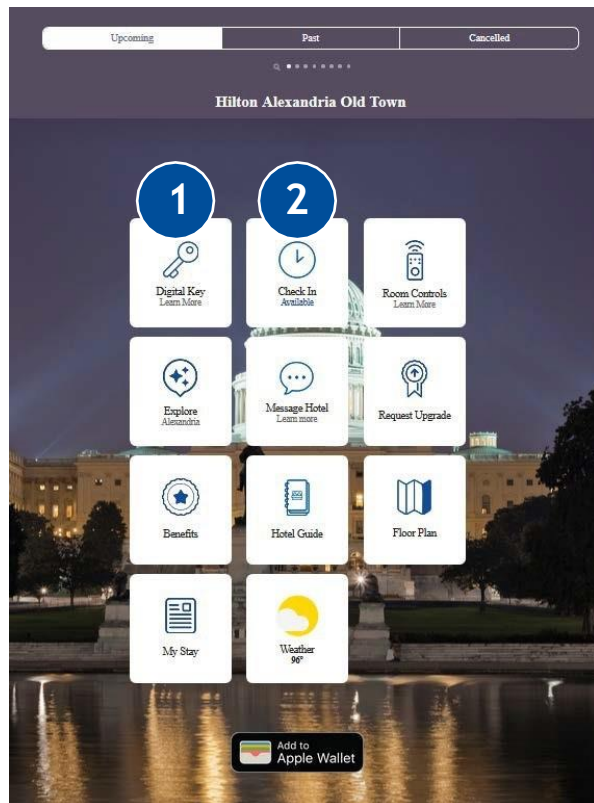 Upcoming Past Cancelled
Hilton Alexandria Old Town
1 2
Digital Key
Learn More
Check In
Available
Room Controls
Learn More
Explore
Alexandria
Message Hotel
Learn more
Request Upgrade
Benefits
Hotel Guide
Floor Plan
My Stay
Weather
96°
Add to
Apple Wallet